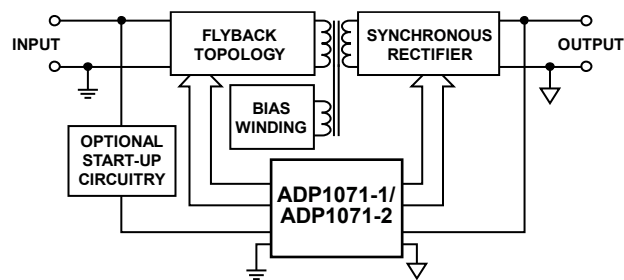 INPUT
FLYBACK
TOPOLOGY
SYNCHRONOUS
RECTIFIER
OUTPUT
BIAS
WINDING
OPTIONAL
START-UP
CIRCUITRY
ADP1071-1/
ADP1071-2